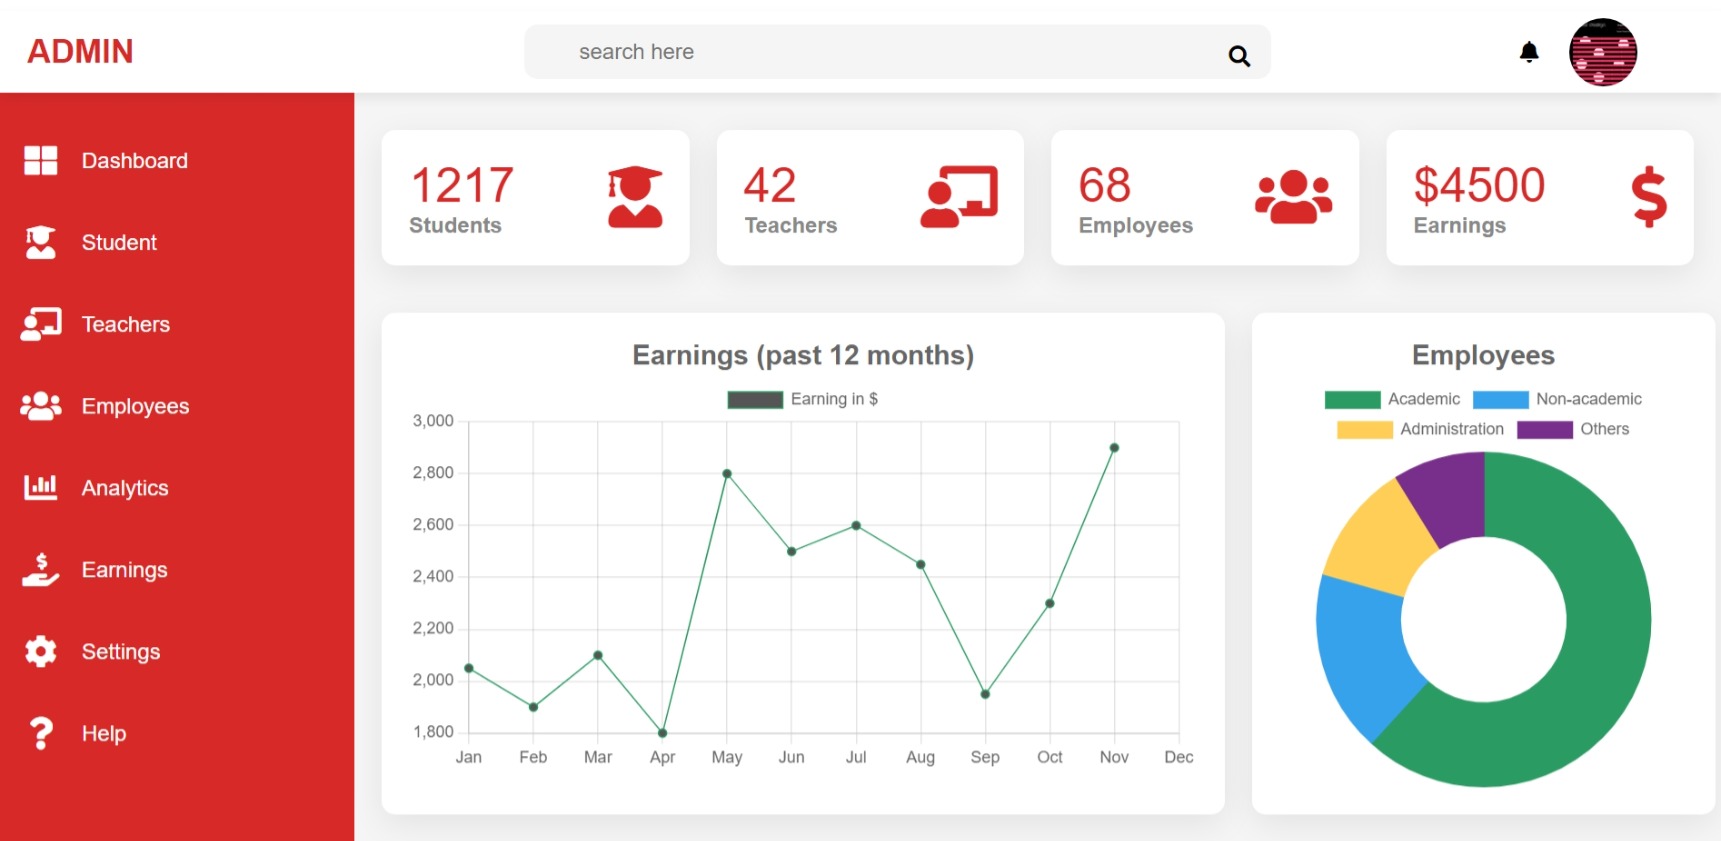 ADMIN
search here
Dashboard
Student
Teachers
Employees
Analytics
Earnings
Settings
Help
1217
Students
42
Teachers
68
Employees
$4500
Earnings
Earnings (past 12 months)
Earning in $
3,000
2,800
2,600
2,400
2,200
2,000
1,800
Jan Feb Mar Apr May Jun Jul Aug Sep Oct Nov Dec
Employees
Academic Non-academic
Administration Others